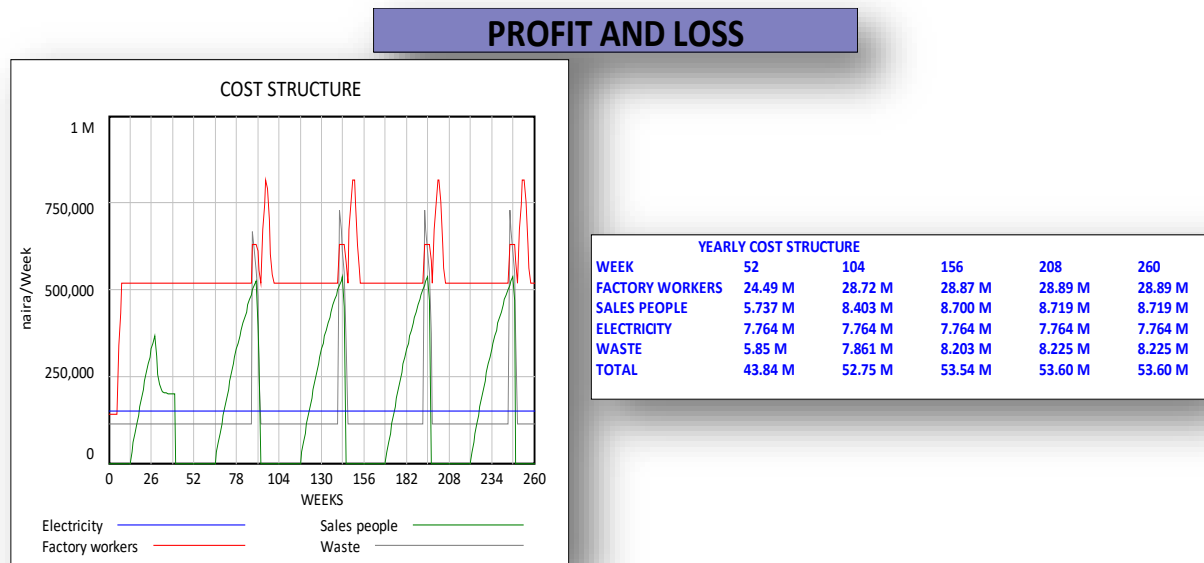 PROFIT AND LOSS
COST STRUCTURE
1 M
750,000
500,000
250,000
0
naira/Week
0 26 52 78 104 130 156 182 208 234 260
WEEKS
Electricity Sales people
Factory workers Waste
YEARLY COST STRUCTURE
WEEK 52 104 156 208 260
FACTORY WORKERS 24.49 M 28.72 M 28.87 M 28.89 M 28.89 M
SALES PEOPLE 5.737 M 8.403 M 8.700 M 8.719 M 8.719 M
ELECTRICITY 7.764 M 7.764 M 7.764 M 7.764 M 7.764 M
WASTE 5.85 M 7.861 M 8.203 M 8.225 M 8.225 M
TOTAL 43.84 M 52.75 M 53.54 M 53.60 M 53.60 M